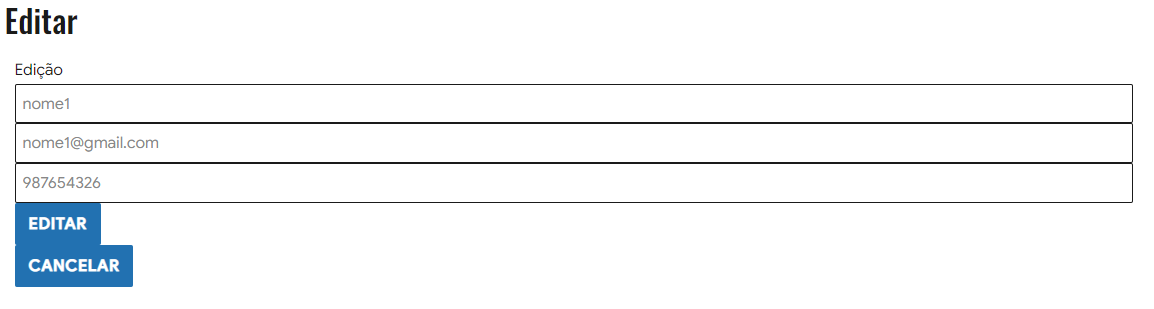 Editar
Edição
nome1
nome1@gmail.com
987654326
EDITAR
CANCELAR